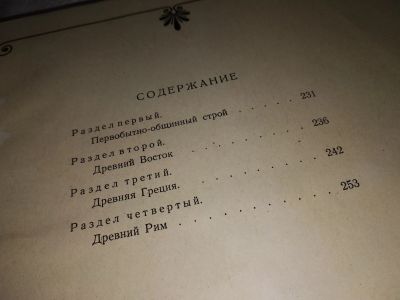 СОДЕРЖАНИЕ
Раздел первый.
Первобытно-общинный строй . . . . . . . 231
Раздел второй.
Древний Восток . . . . . . . . . . 236
Раздел третий.
Древняя Греция. . . . . . . . . . 242
Раздел четвертый.
Древний Рим . . . . . . . . . . 253